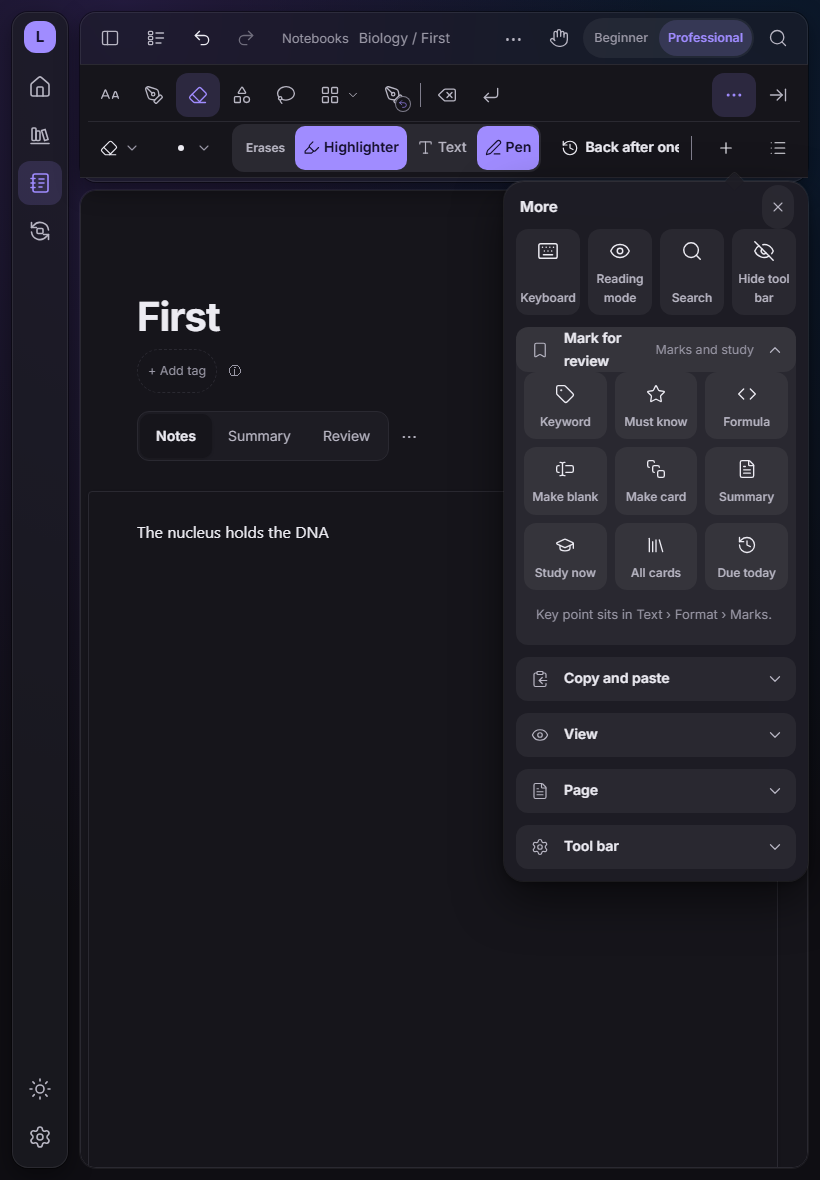 L
Notebooks Biology / First
Beginner Professional
AA
Erases Highlighter Text Pen Back after one
More
Keyboard
Reading mode
Search
Hide tool bar
First
Mark for review Marks and study
+ Add tag
Keyword Must know Formula
Notes Summary Review
Make blank Make card Summary
The nucleus holds the DNA
Study now All cards Due today
Key point sits in Text › Format › Marks.
Copy and paste
View
Page
Tool bar